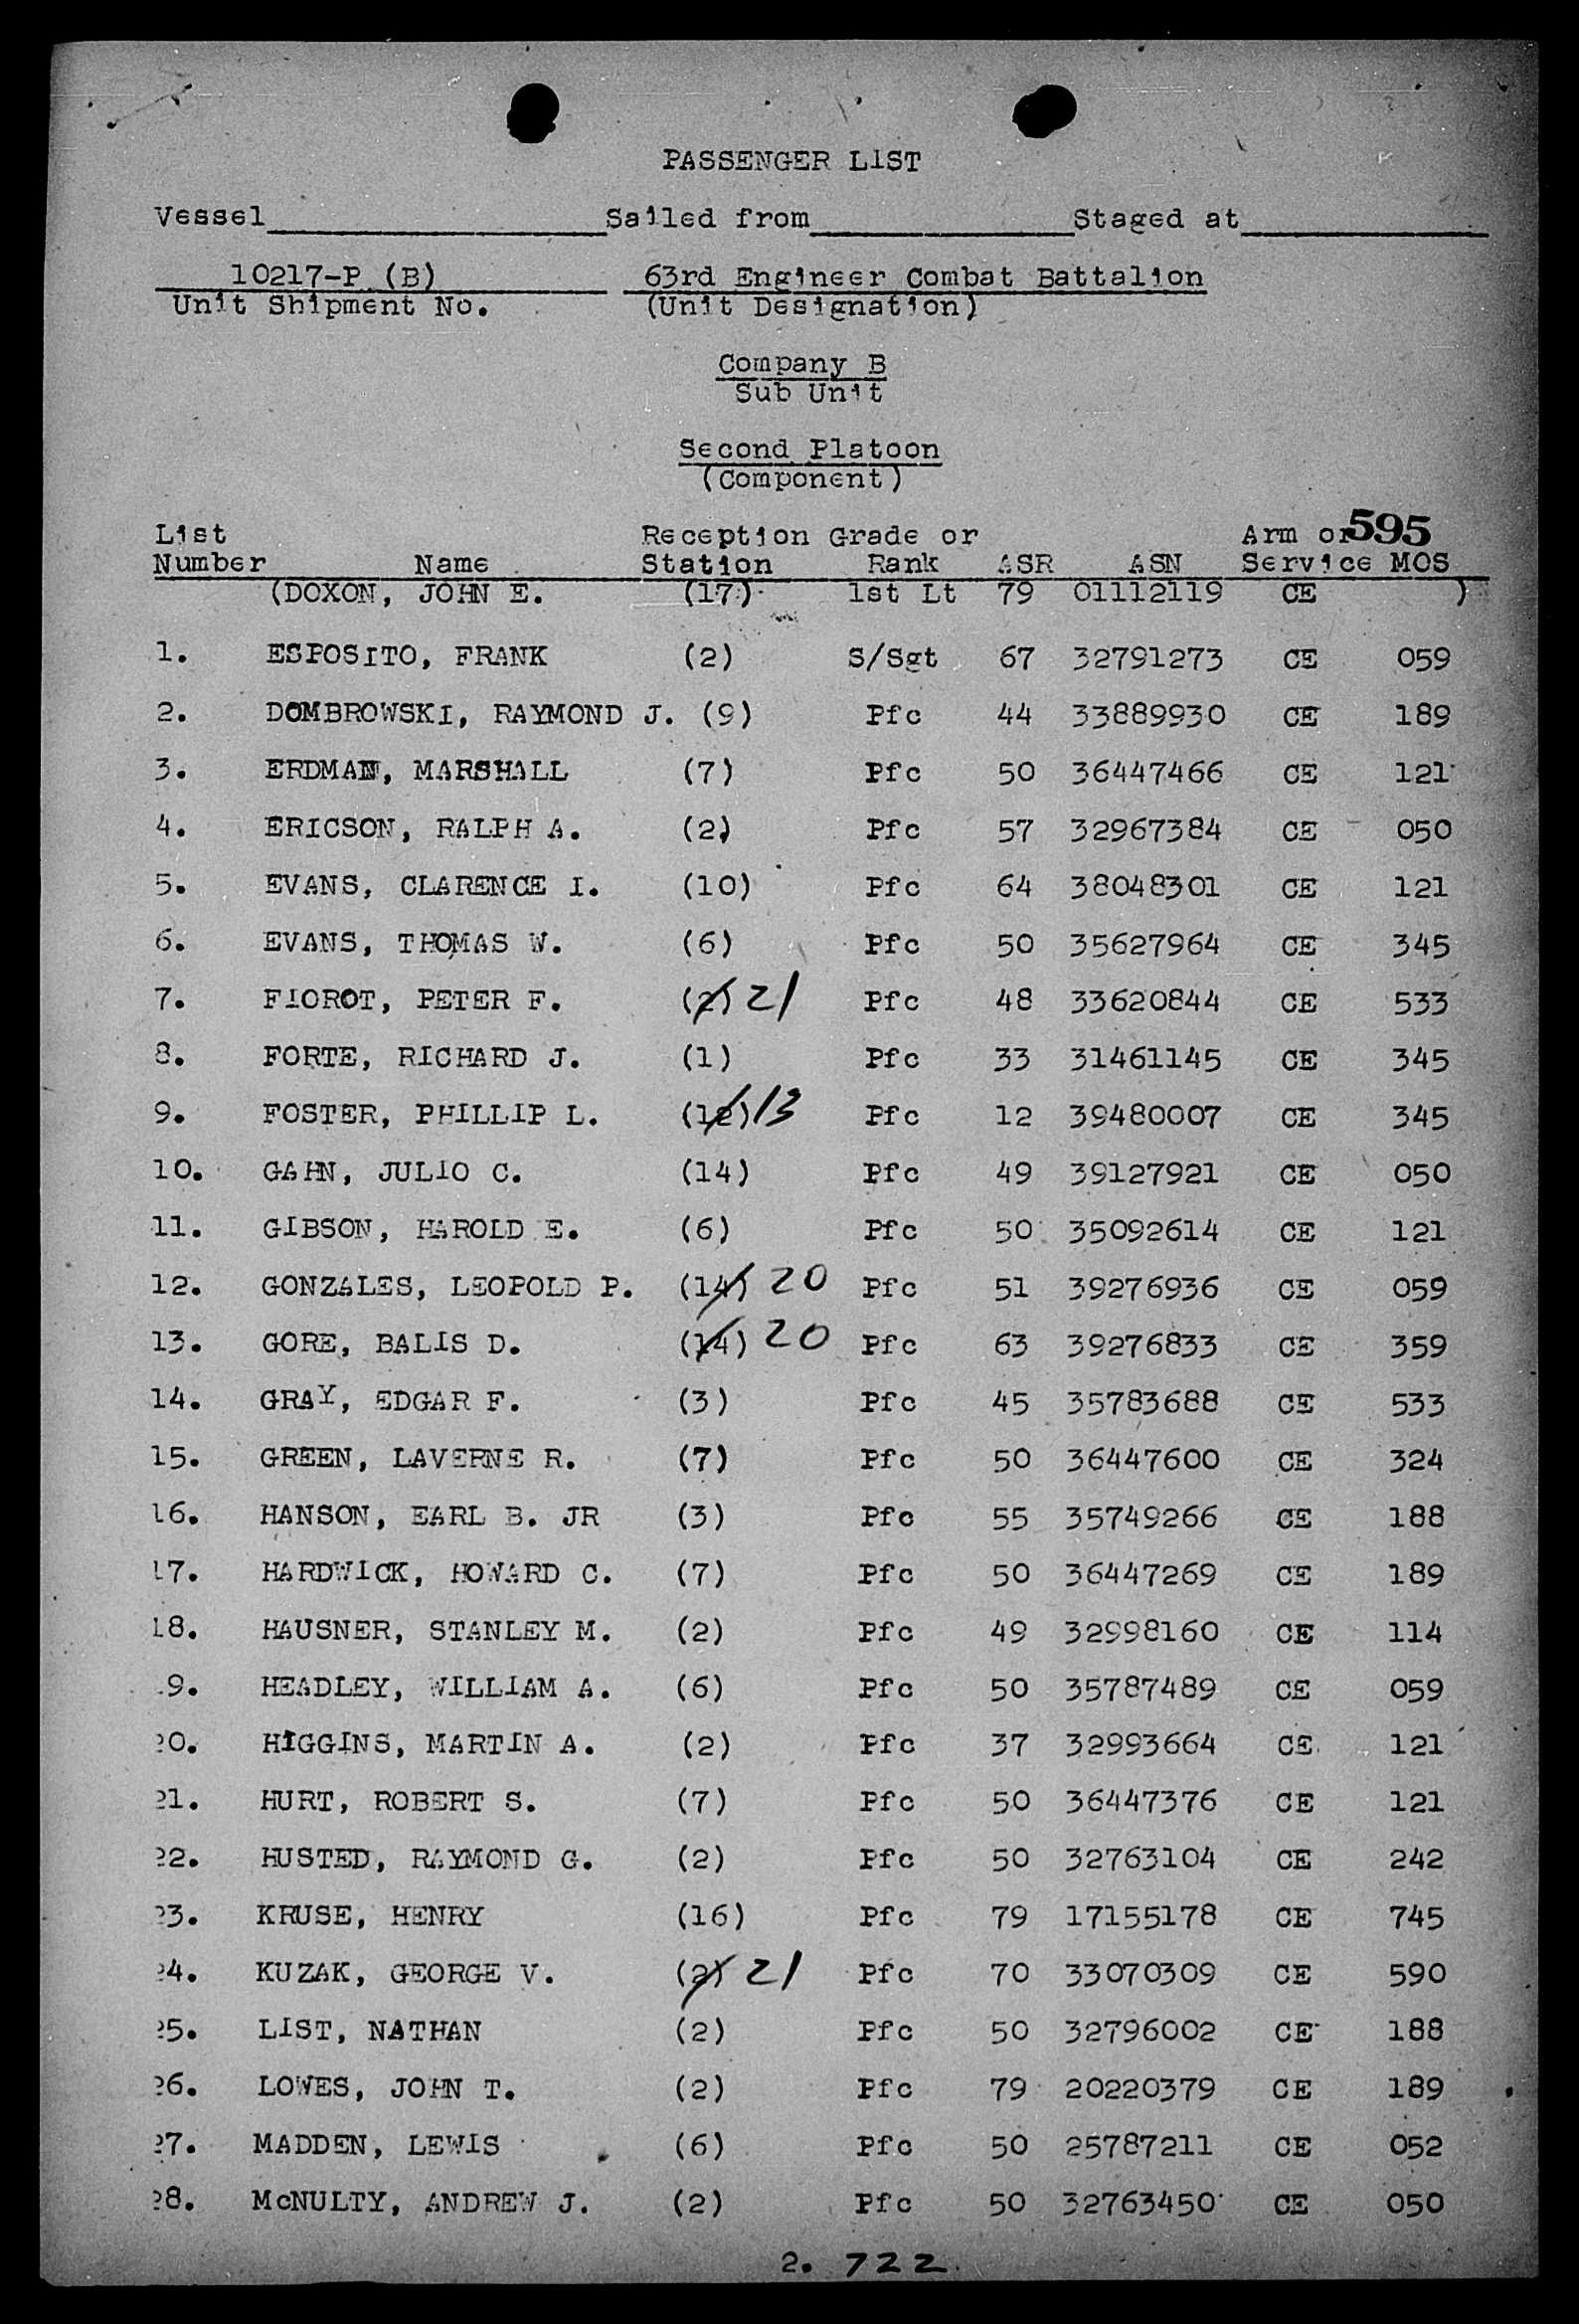 PASSENGER LIST
Vessel Sailed from Staged at
10217-P (B) 63rd Engineer Combat Battalion
Unit Shipment No. (Unit Designation)
Company B
Sub Unit
Second Platoon
(Component)
List Reception Grade or Arm or 595
Number Name Station Rank ASR ASN Service MOS
(DOXON, JOHN E. (17) 1st Lt 79 01112119 CE )
1. ESPOSITO, FRANK (2) S/Sgt 67 32791273 CE 059
2. DOMBROWSKI, RAYMOND J. (9) Pfc 44 33889930 CE 189
3. ERDMAN, MARSHALL (7) Pfc 50 36447466 CE 121
4. ERICSON, RALPH A. (2) Pfc 57 32967384 CE 050
5. EVANS, CLARENCE I. (10) Pfc 64 38048301 CE 121
6. EVANS, THOMAS W. (6) Pfc 50 35627964 CE 345
7. FIOROT, PETER F. (2) 21 Pfc 48 33620844 CE 533
8. FORTE, RICHARD J. (1) Pfc 33 31461145 CE 345
9. FOSTER, PHILLIP L. (12) 13 Pfc 12 39480007 CE 345
10. GAHN, JULIO C. (14) Pfc 49 39127921 CE 050
11. GIBSON, HAROLD E. (6) Pfc 50 35092614 CE 121
12. GONZALES, LEOPOLD P. (14) 20 Pfc 51 39276936 CE 059
13. GORE, BALIS D. (14) 20 Pfc 63 39276833 CE 359
14. GRAY, EDGAR F. (3) Pfc 45 35783688 CE 533
15. GREEN, LAVERNE R. (7) Pfc 50 36447600 CE 324
16. HANSON, EARL B. JR (3) Pfc 55 35749266 CE 188
17. HARDWICK, HOWARD C. (7) Pfc 50 36447269 CE 189
18. HAUSNER, STANLEY M. (2) Pfc 49 32998160 CE 114
19. HEADLEY, WILLIAM A. (6) Pfc 50 35787489 CE 059
20. HIGGINS, MARTIN A. (2) Pfc 37 32993664 CE 121
21. HURT, ROBERT S. (7) Pfc 50 36447376 CE 121
22. HUSTED, RAYMOND G. (2) Pfc 50 32763104 CE 242
23. KRUSE, HENRY (16) Pfc 79 17155178 CE 745
24. KUZAK, GEORGE V. (2) 21 Pfc 70 33070309 CE 590
25. LIST, NATHAN (2) Pfc 50 32796002 CE 188
26. LOWES, JOHN T. (2) Pfc 79 20220379 CE 189
27. MADDEN, LEWIS (6) Pfc 50 25787211 CE 052
28. McNULTY, ANDREW J. (2) Pfc 50 32763450 CE 050
2. 722